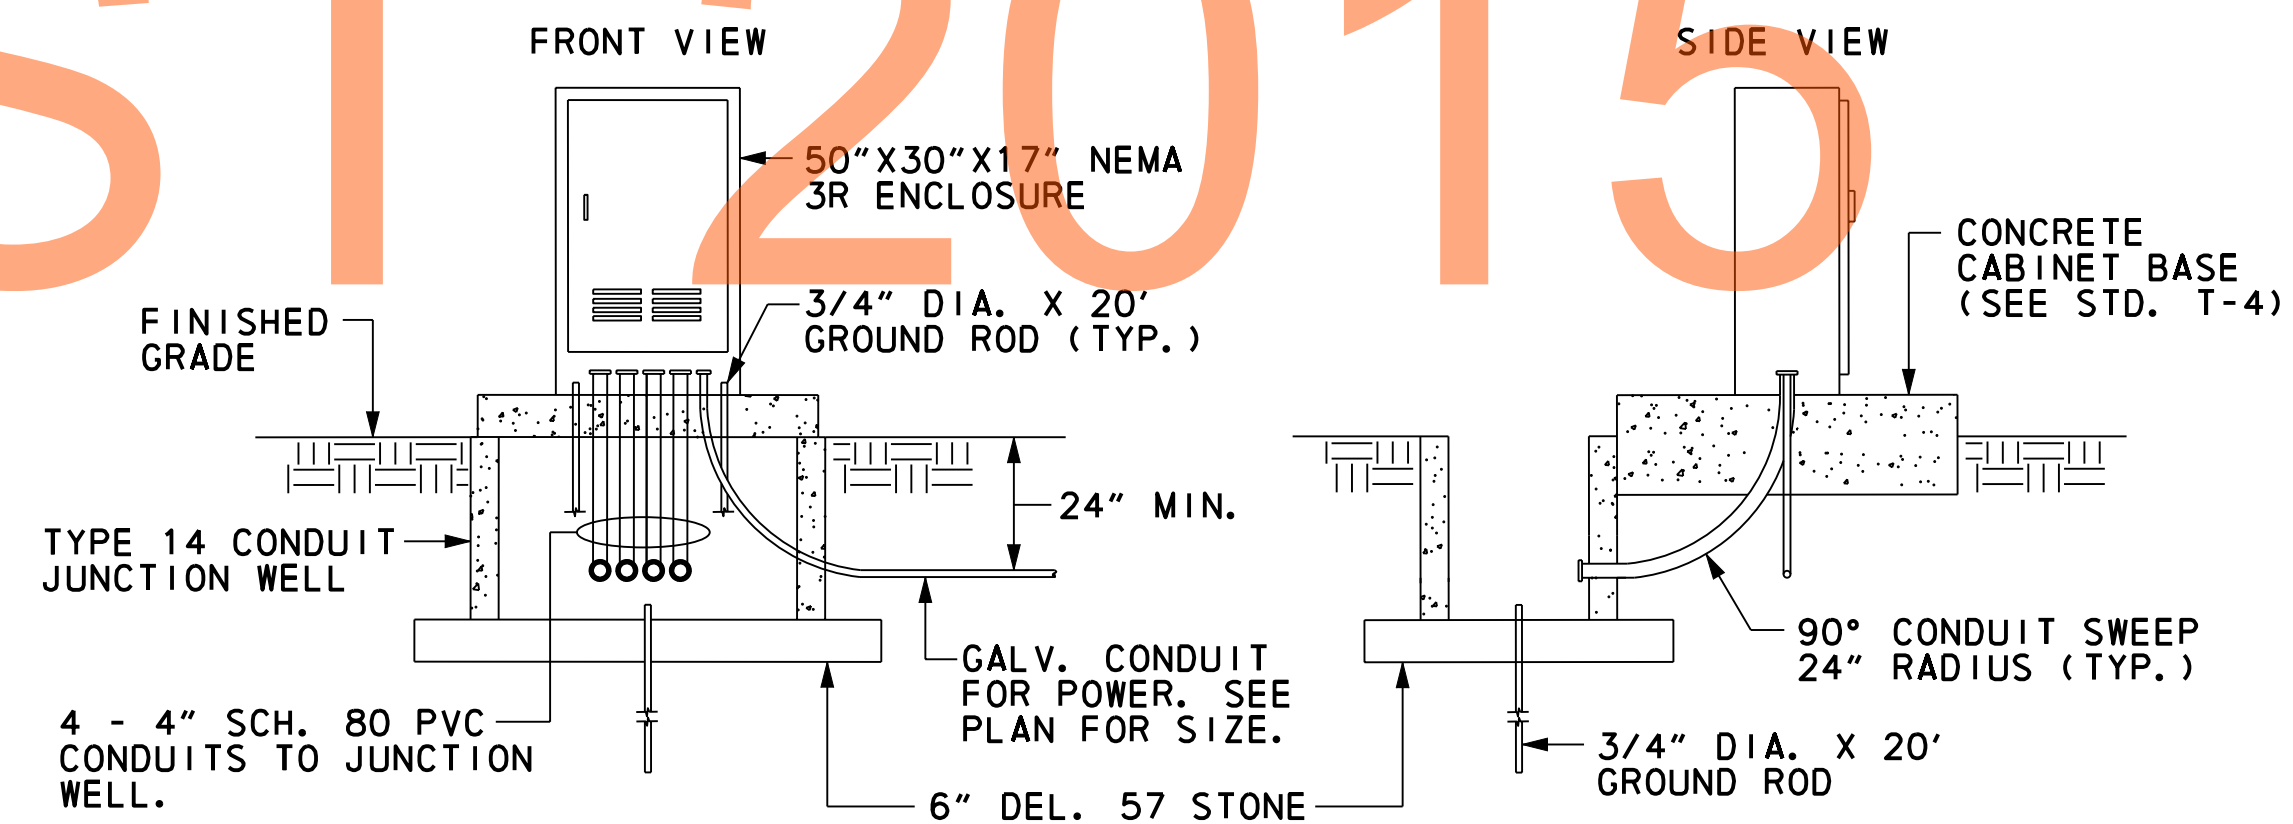 ST 2015
FRONT VIEW
SIDE VIEW
50"X30"X17" NEMA
3R ENCLOSURE
CONCRETE
CABINET BASE
(SEE STD. T-4)
3/4" DIA. X 20'
GROUND ROD (TYP.)
FINISHED
GRADE
24" MIN.
TYPE 14 CONDUIT
JUNCTION WELL
90° CONDUIT SWEEP
24" RADIUS (TYP.)
GALV. CONDUIT
FOR POWER. SEE
PLAN FOR SIZE.
4 - 4" SCH. 80 PVC
CONDUITS TO JUNCTION
WELL.
3/4" DIA. X 20'
GROUND ROD
6" DEL. 57 STONE